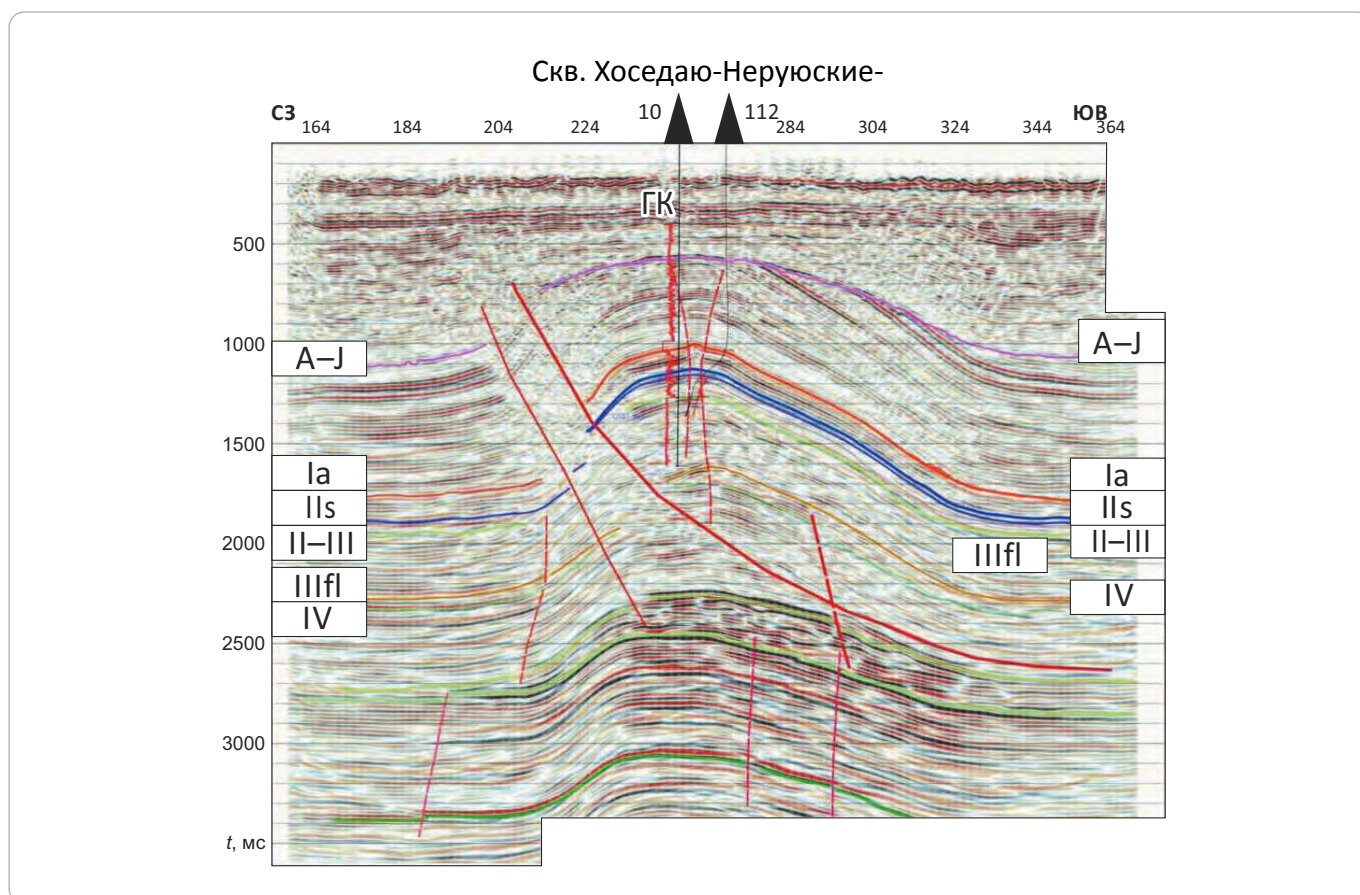 Скв. Хоседаю-Неруюские-
СЗ 10 112 ЮВ
164 184 204 224 284 304 324 344 364
ГК
500
1000
A–J A–J
1500
Ia Ia
IIs IIs
2000
II–III II–III
IIIfl
IIIfl IV
IV
2500
3000
t, мс